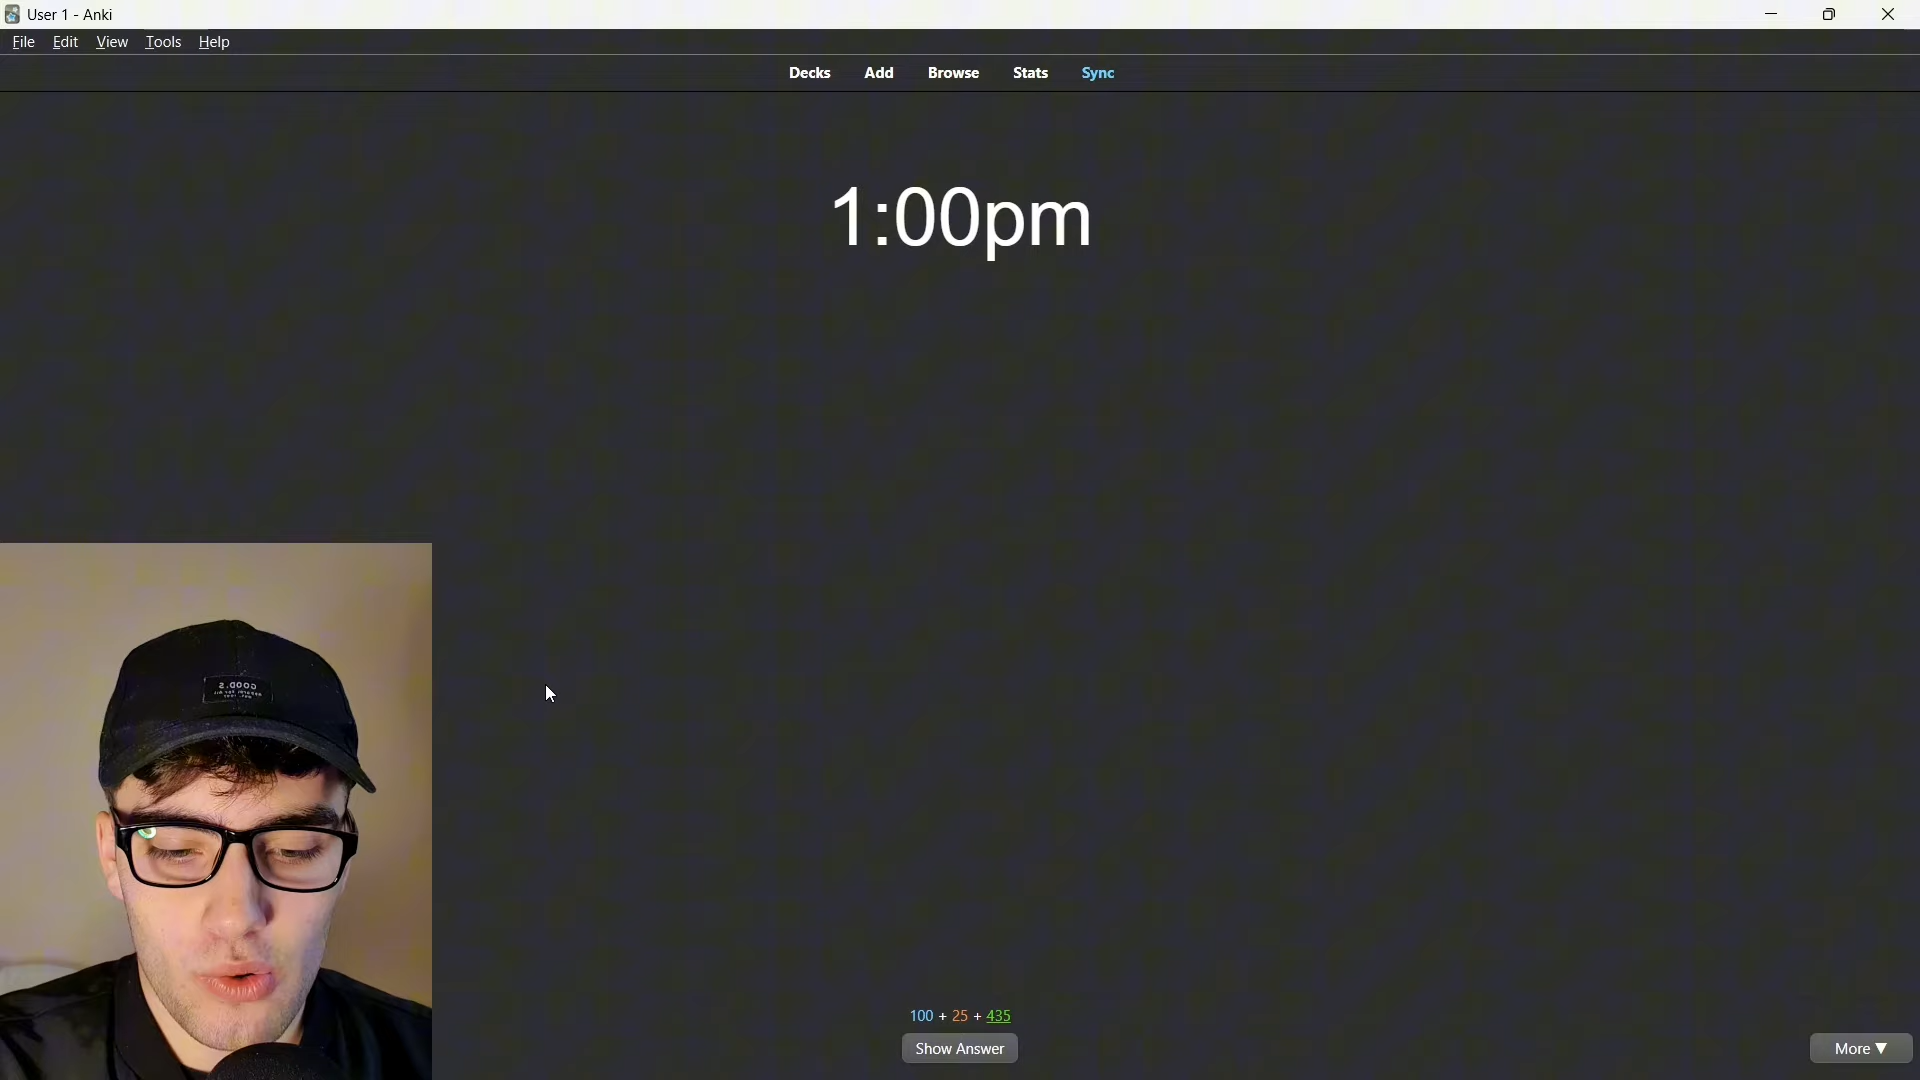 User 1 - Anki
File Edit View Tools Help
Decks Add Browse Stats Sync
1:00pm
GOOD.S
100 + 25 + 435
Show Answer
More ▼